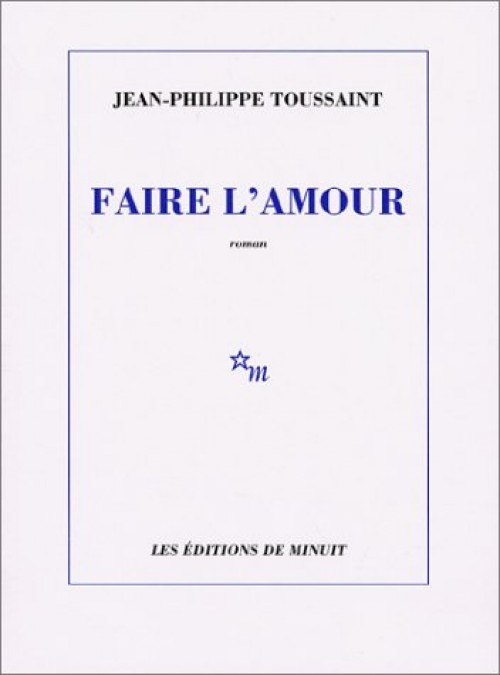 JEAN-PHILIPPE TOUSSAINT
FAIRE L'AMOUR
roman
m
LES ÉDITIONS DE MINUIT